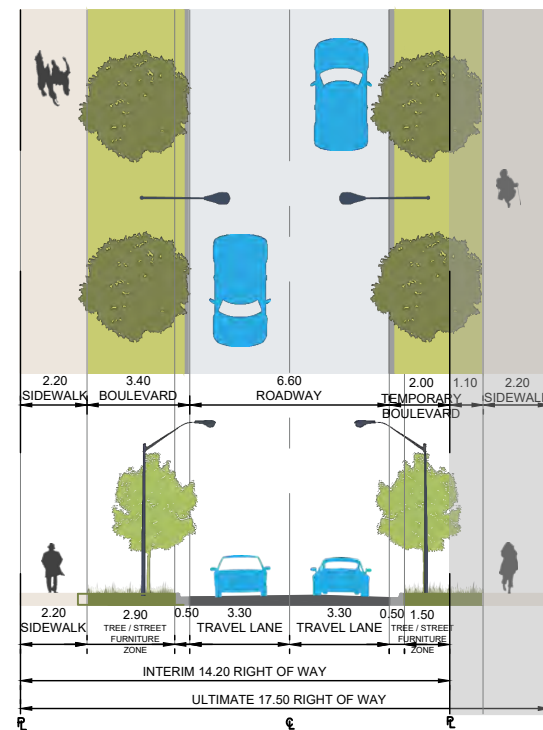 2.20
SIDEWALK
3.40
BOULEVARD
6.60
ROADWAY
2.00
TEMPORARY
BOULEVARD
1.10
2.20
SIDEWALK
2.20
SIDEWALK
2.90
TREE / STREET
FURNITURE
ZONE
0.50
3.30
TRAVEL LANE
3.30
TRAVEL LANE
0.50
1.50
TREE / STREET
FURNITURE
ZONE
INTERIM 14.20 RIGHT OF WAY
ULTIMATE 17.50 RIGHT OF WAY
PL
CL
PL